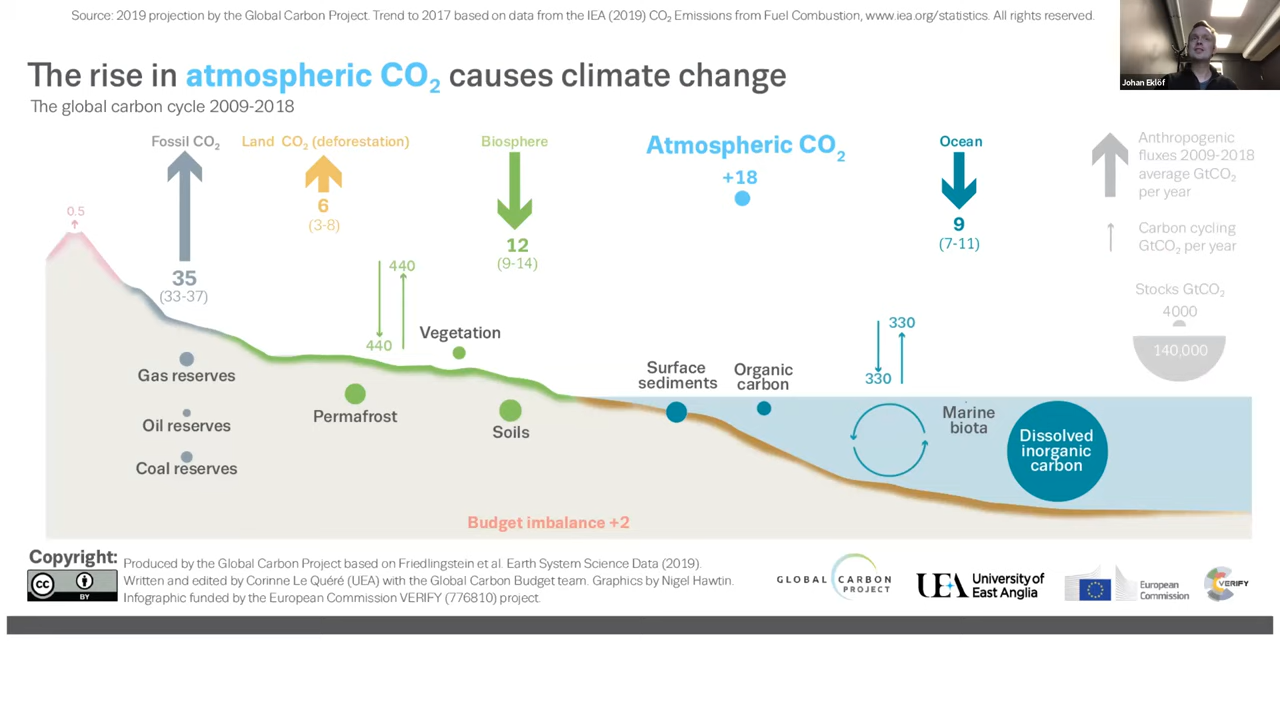 Source: 2019 projection by the Global Carbon Project. Trend to 2017 based on data from the IEA (2019) CO₂ Emissions from Fuel Combustion, www.iea.org/statistics. All rights reserved.
Johan Eklöf
The rise in atmospheric CO₂ causes climate change
The global carbon cycle 2009-2018
Fossil CO₂
35
(33-37)
Land CO₂ (deforestation)
6
(3-8)
Biosphere
12
(9-14)
Atmospheric CO₂
+18
Ocean
9
(7-11)
Anthropogenic
fluxes 2009-2018
average GtCO₂
per year
Carbon cycling
GtCO₂ per year
Stocks GtCO₂
4000
140,000
0.5
440
440
Vegetation
330
330
Gas reserves
Oil reserves
Coal reserves
Permafrost
Soils
Surface
sediments
Organic
carbon
Marine
biota
Dissolved
inorganic
carbon
Budget imbalance +2
Copyright:
cc
BY
Produced by the Global Carbon Project based on Friedlingstein et al. Earth System Science Data (2019).
Written and edited by Corinne Le Quéré (UEA) with the Global Carbon Budget team. Graphics by Nigel Hawtin.
Infographic funded by the European Commission VERIFY (776810) project.
GLOBAL CARBON
PROJECT
UEA University of
East Anglia
European
Commission
VERIFY